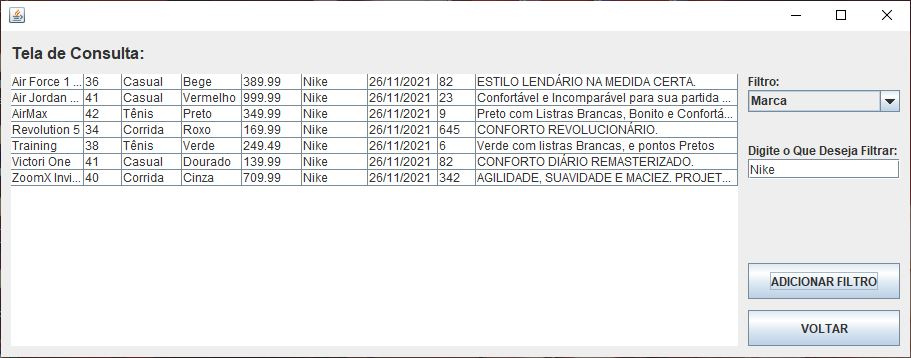 Tela de Consulta:
Air Force 1 ... 36 Casual Bege 389.99 Nike 26/11/2021 82 ESTILO LENDÁRIO NA MEDIDA CERTA.
Air Jordan ... 41 Casual Vermelho 999.99 Nike 26/11/2021 23 Confortável e Incomparável para sua partida ...
AirMax 42 Tênis Preto 349.99 Nike 26/11/2021 9 Preto com Listras Brancas, Bonito e Confortá...
Revolution 5 34 Corrida Roxo 169.99 Nike 26/11/2021 645 CONFORTO REVOLUCIONÁRIO.
Training 38 Tênis Verde 249.49 Nike 26/11/2021 6 Verde com listras Brancas, e pontos Pretos
Victori One 41 Casual Dourado 139.99 Nike 26/11/2021 82 CONFORTO DIÁRIO REMASTERIZADO.
ZoomX Invi... 40 Corrida Cinza 709.99 Nike 26/11/2021 342 AGILIDADE, SUAVIDADE E MACIEZ. PROJET...
Filtro:
Marca
Digite o Que Deseja Filtrar:
Nike
ADICIONAR FILTRO
VOLTAR